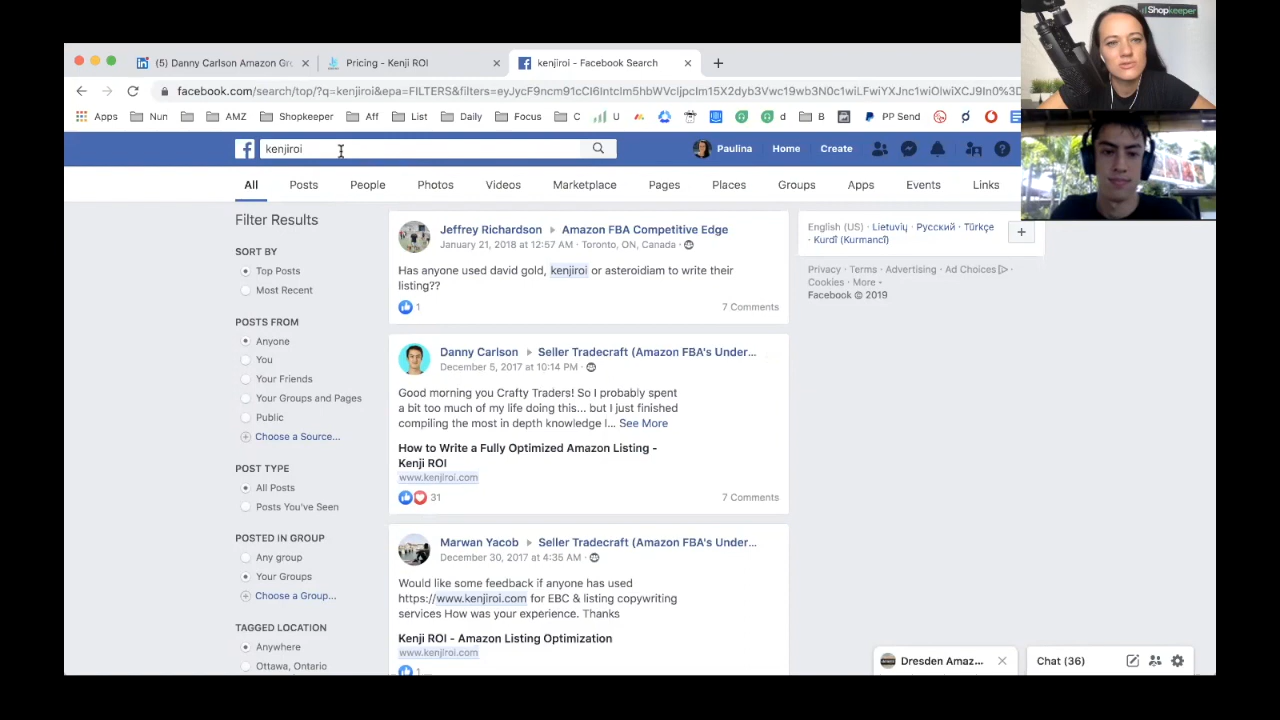 Shopkeeper
(5) Danny Carlson Amazon Gr
Pricing - Kenji ROI
kenjiroi - Facebook Search
Apps
Nun
AMZ
Shopkeeper
Aff
List
Daily
Focus
C
U
d
B
PP Send
kenjiroi
Paulina
Home
Create
All
Posts
People
Photos
Videos
Marketplace
Pages
Places
Groups
Apps
Events
Links
Filter Results
SORT BY
Top Posts
Most Recent
POSTS FROM
Anyone
You
Your Friends
Your Groups and Pages
Public
Choose a Source...
POST TYPE
All Posts
Posts You've Seen
POSTED IN GROUP
Any group
Your Groups
Choose a Group...
TAGGED LOCATION
Anywhere
Ottawa, Ontario
Jeffrey Richardson ▸ Amazon FBA Competitive Edge
January 21, 2018 at 12:57 AM · Toronto, ON, Canada ·
Has anyone used david gold, kenjiroi or asteroidiam to write their
listing??
1
7 Comments
Danny Carlson ▸ Seller Tradecraft (Amazon FBA's Under...
December 5, 2017 at 10:14 PM ·
Good morning you Crafty Traders! So I probably spent
a bit too much of my life doing this... but I just finished
compiling the most in depth knowledge I... See More
How to Write a Fully Optimized Amazon Listing -
Kenji ROI
www.kenjiroi.com
31
7 Comments
Marwan Yacob ▸ Seller Tradecraft (Amazon FBA's Under...
December 30, 2017 at 4:35 AM ·
Would like some feedback if anyone has used
https://www.kenjiroi.com for EBC & listing copywriting
services How was your experience. Thanks
Kenji ROI - Amazon Listing Optimization
www.kenjiroi.com
1
English (US) · Lietuvių · Русский · Türkçe
· Kurdî (Kurmancî)
Privacy · Terms · Advertising · Ad Choices ·
Cookies · More
Facebook © 2019
Dresden Amaz...
Chat (36)